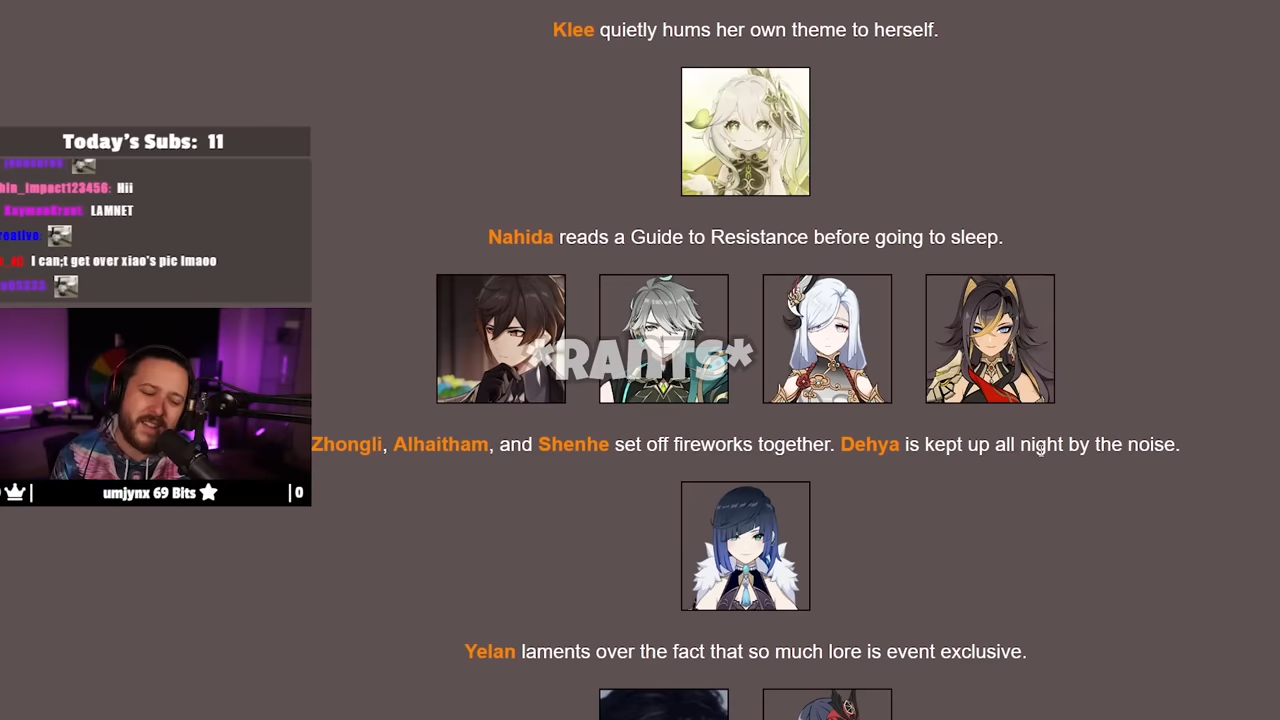 Klee quietly hums her own theme to herself.
Today's Subs: 11
hin_impact123456: Hii
KaymonKrout: LAMNET
reative:
I can;t get over xiao's pic lmaoo
Nahida reads a Guide to Resistance before going to sleep.
*RANTS*
Zhongli, Alhaitham, and Shenhe set off fireworks together. Dehya is kept up all night by the noise.
umjynx 69 Bits
0
Yelan laments over the fact that so much lore is event exclusive.